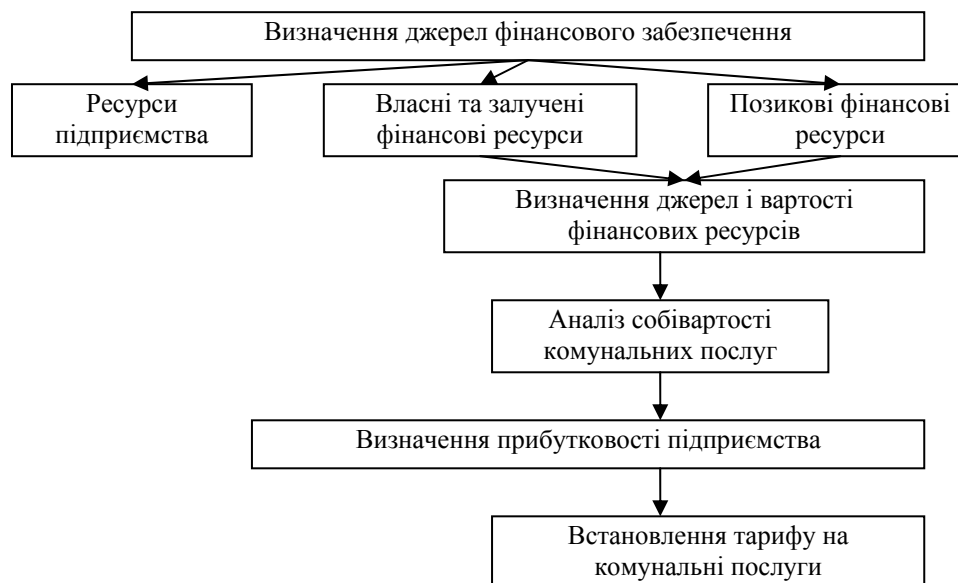 Визначення джерел фінансового забезпечення
Ресурси
підприємства
Власні та залучені
фінансові ресурси
Позикові фінансові
ресурси
Визначення джерел і вартості
фінансових ресурсів
Аналіз собівартості
комунальних послуг
Визначення прибутковості підприємства
Встановлення тарифу на
комунальні послуги